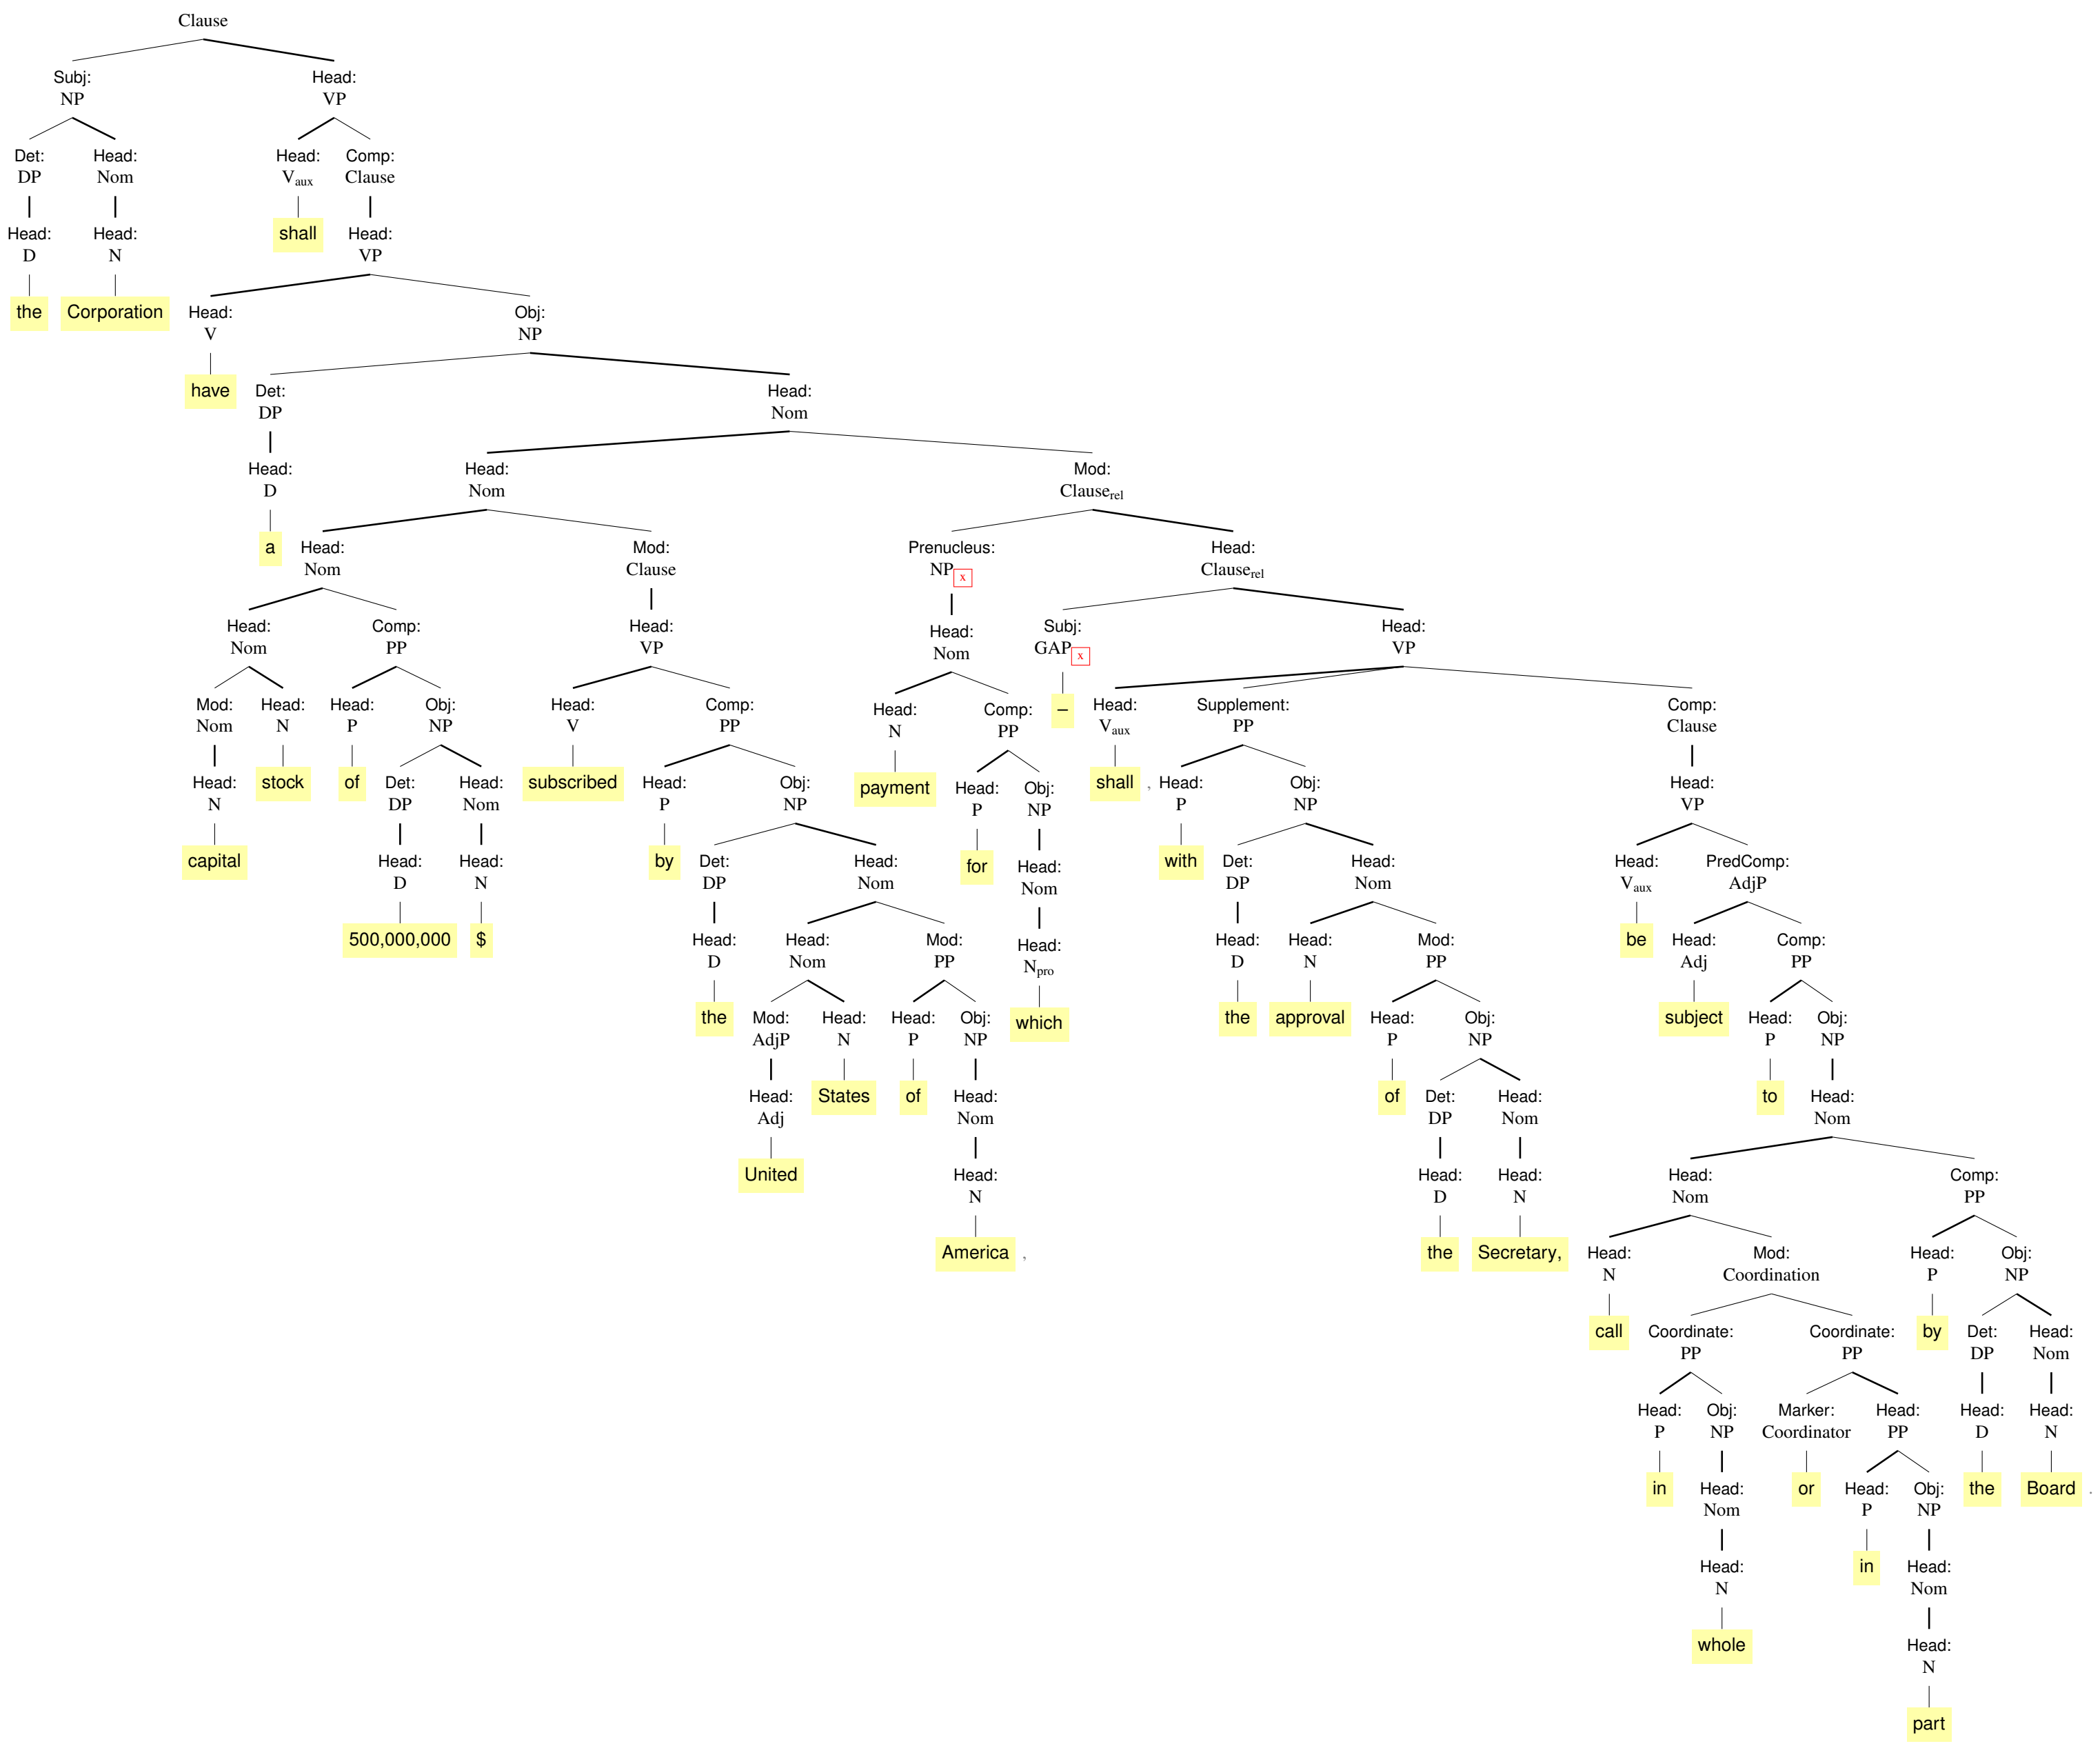 Clause
Subj: Head:
NP VP
Det: Head: Head: Comp:
DP Nom Vaux Clause
Head: Head: shall Head:
D N VP
the Corporation Head: Obj:
V NP
have Det: Head:
DP Nom
Head: Head: Mod:
D Nom Clauserel
a Head: Mod: Prenucleus: Head:
Nom Clause NP x Clauserel
Head: Comp: Head: Head: Subj: Head:
Nom PP VP Nom GAP x VP
Mod: Head: Head: Obj: Head: Comp: Head: Comp: – Head: Supplement: Comp:
Nom N P NP V PP N PP Vaux PP Clause
Head: stock of Det: Head: subscribed Head: Obj: payment Head: Obj: shall , Head: Obj: Head:
N DP Nom P NP P NP P NP VP
capital Head: Head: by Det: Head: for Head: with Det: Head: Head: PredComp:
D N DP Nom Nom DP Nom Vaux AdjP
500,000,000 $ Head: Head: Mod: Head: Head: Head: Mod: be Head: Comp:
D Nom PP Npro D N PP Adj PP
the Mod: Head: Head: Obj: which the approval Head: Obj: subject Head: Obj:
AdjP N P NP P NP P NP
Head: States of Head: of Det: Head: to Head:
Adj Nom DP Nom Nom
United Head: Head: Head: Head: Comp:
N D N Nom PP
America , the Secretary, Head: Mod: Head: Obj:
N Coordination P NP
call Coordinate: Coordinate: by Det: Head:
PP PP DP Nom
Head: Obj: Marker: Head: Head: Head:
P NP Coordinator PP D N
in Head: or Head: Obj: the Board .
Nom P NP
Head: in Head:
N Nom
whole Head:
N
part